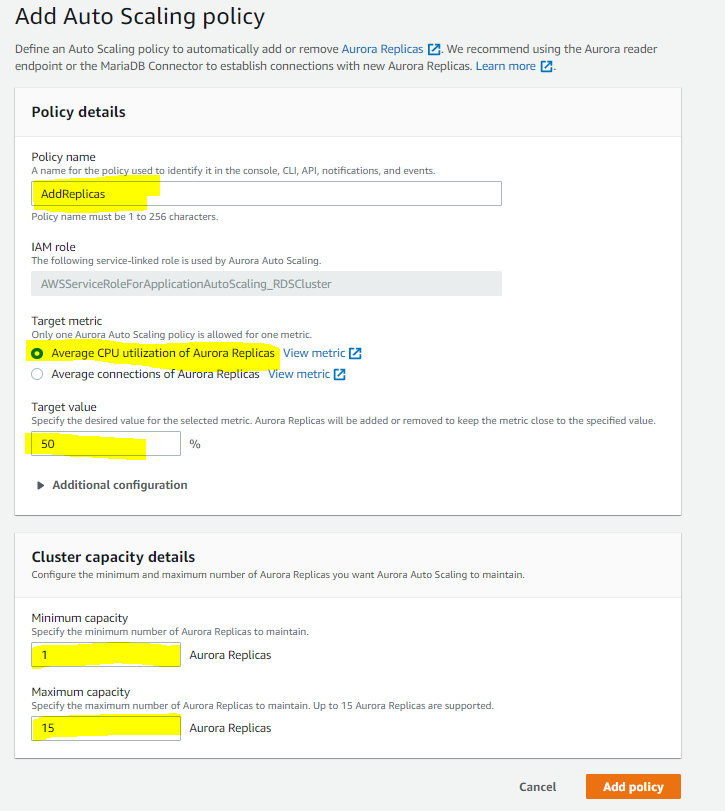 Add Auto Scaling policy
Define an Auto Scaling policy to automatically add or remove Aurora Replicas. We recommend using the Aurora reader
endpoint or the MariaDB Connector to establish connections with new Aurora Replicas. Learn more.
Policy details
Policy name
A name for the policy used to identify it in the console, CLI, API, notifications, and events.
AddReplicas
Policy name must be 1 to 256 characters.
IAM role
The following service-linked role is used by Aurora Auto Scaling.
AWSServiceRoleForApplicationAutoScaling_RDSCluster
Target metric
Only one Aurora Auto Scaling policy is allowed for one metric.
Average CPU utilization of Aurora Replicas View metric
Average connections of Aurora Replicas View metric
Target value
Specify the desired value for the selected metric. Aurora Replicas will be added or removed to keep the metric close to the specified value.
50 %
Additional configuration
Cluster capacity details
Configure the minimum and maximum number of Aurora Replicas you want Aurora Auto Scaling to maintain.
Minimum capacity
Specify the minimum number of Aurora Replicas to maintain.
1 Aurora Replicas
Maximum capacity
Specify the maximum number of Aurora Replicas to maintain. Up to 15 Aurora Replicas are supported.
15 Aurora Replicas
Cancel Add policy